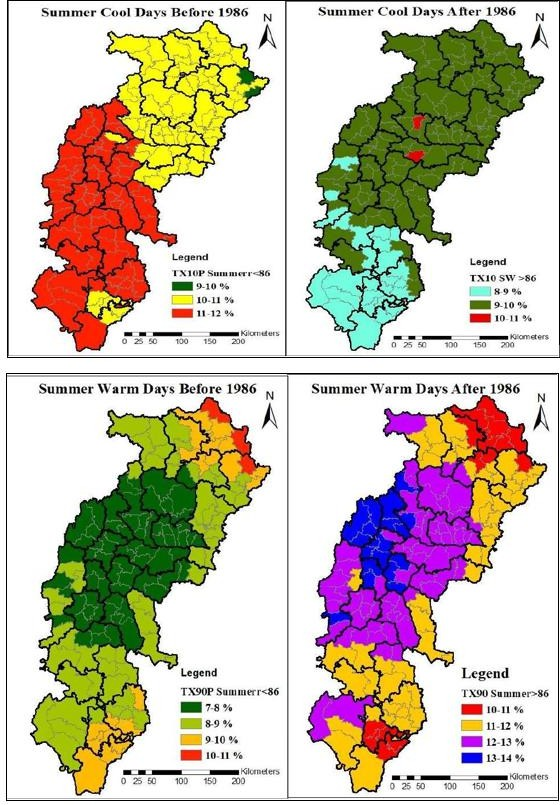 Summer Cool Days Before 1986
N
Legend
TX10P Summerr<86
9-10 %
10-11 %
11-12 %
0 25 50 100 150 200 Kilometers
Summer Cool Days After 1986
N
Legend
TX10 SW >86
8-9 %
9-10 %
10-11 %
0 25 50 100 150 200 Kilometers
Summer Warm Days Before 1986
N
Legend
TX90P Summerr<86
7-8 %
8-9 %
9-10 %
10-11 %
0 25 50 100 150 200 Kilometers
Summer Warm Days After 1986
N
Legend
TX90 Summer>86
10-11 %
11-12 %
12-13 %
13-14 %
0 25 50 100 150 200 Kilometers